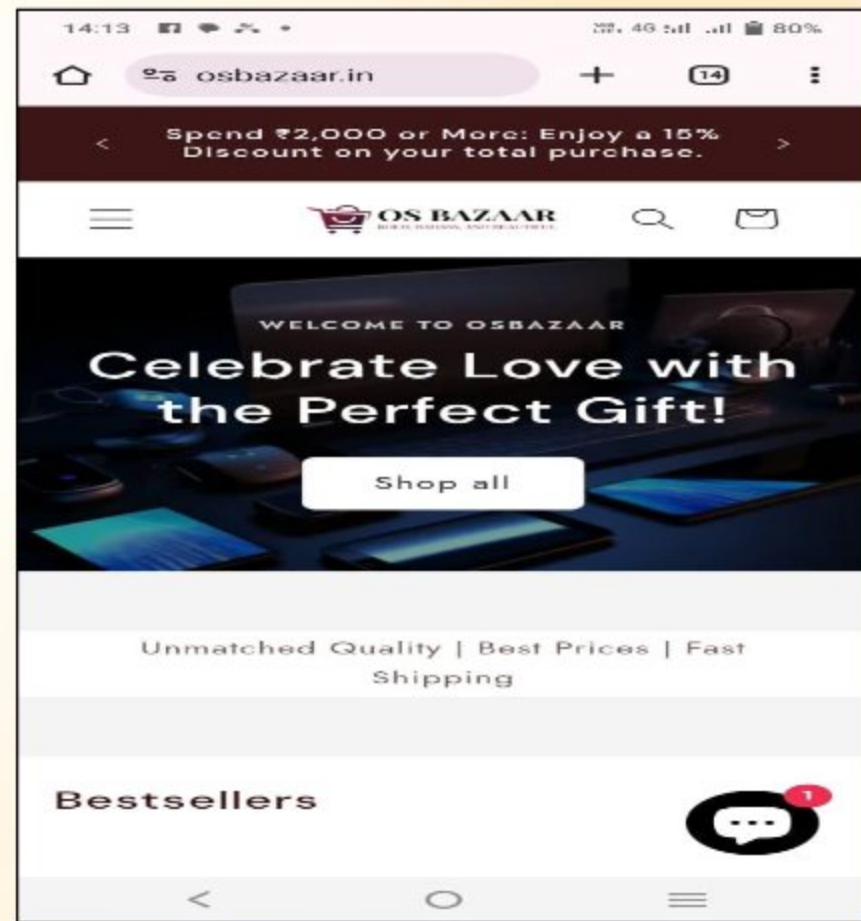 14:13
4G 80%
osbazaar.in
14
Spend ₹2,000 or More: Enjoy a 15%
Discount on your total purchase.
OS BAZAAR
WELCOME TO OSBAZAAR
Celebrate Love with
the Perfect Gift!
Shop all
Unmatched Quality | Best Prices | Fast
Shipping
Bestsellers
1